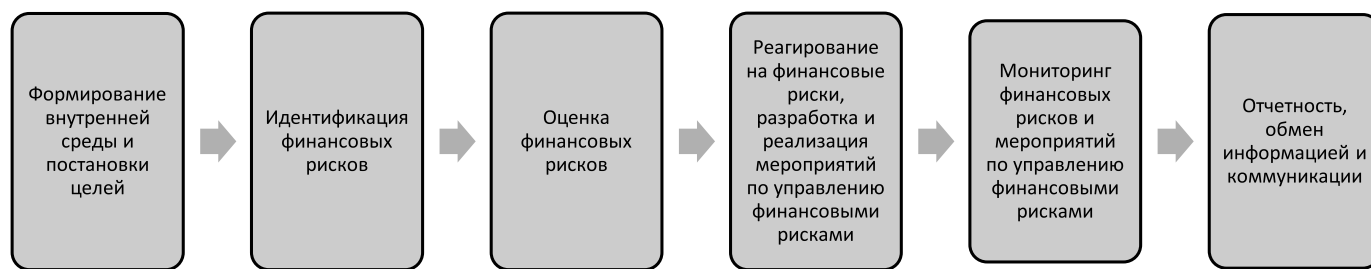 Формирование
внутренней
среды и
постановки
целей
Идентификация
финансовых
рисков
Оценка
финансовых
рисков
Реагирование
на финансовые
риски,
разработка и
реализация
мероприятий
по управлению
финансовыми
рисками
Мониторинг
финансовых
рисков и
мероприятий
по управлению
финансовыми
рисками
Отчетность,
обмен
информацией и
коммуникации